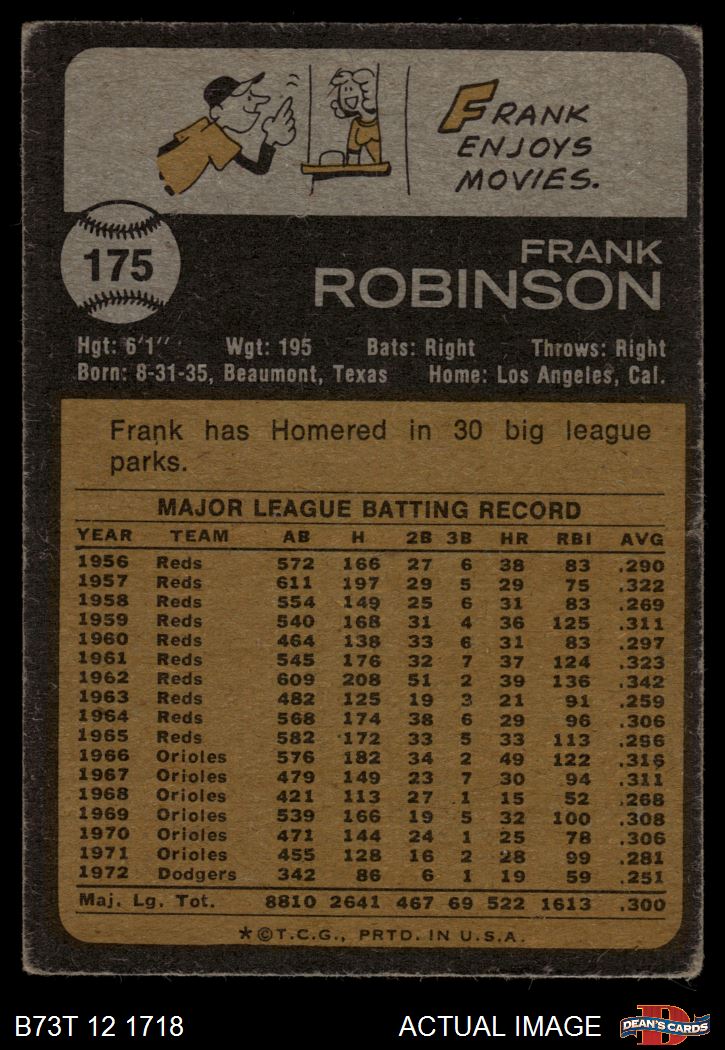 FRANK
ENJOYS
MOVIES.
175
FRANK
ROBINSON
Hgt: 6'1" Wgt: 195 Bats: Right Throws: Right
Born: 8-31-35, Beaumont, Texas Home: Los Angeles, Cal.
Frank has Homered in 30 big league
parks.
MAJOR LEAGUE BATTING RECORD
YEAR TEAM AB H 2B 3B HR RBI AVG
1956 Reds 572 166 27 6 38 83 .290
1957 Reds 611 197 29 5 29 75 .322
1958 Reds 554 149 25 6 31 83 .269
1959 Reds 540 168 31 4 36 125 .311
1960 Reds 464 138 33 6 31 83 .297
1961 Reds 545 176 32 7 37 124 .323
1962 Reds 609 208 51 2 39 136 .342
1963 Reds 482 125 19 3 21 91 .259
1964 Reds 568 174 38 6 29 96 .306
1965 Reds 582 172 33 5 33 113 .296
1966 Orioles 576 182 34 2 49 122 .316
1967 Orioles 479 149 23 7 30 94 .311
1968 Orioles 421 113 27 1 15 52 .268
1969 Orioles 539 166 19 5 32 100 .308
1970 Orioles 471 144 24 1 25 78 .306
1971 Orioles 455 128 16 2 28 99 .281
1972 Dodgers 342 86 6 1 19 59 .251
Maj. Lg. Tot. 8810 2641 467 69 522 1613 .300
*©T.C.G., PRTD. IN U.S.A.
B73T 12 1718 ACTUAL IMAGE D DEAN'S CARDS